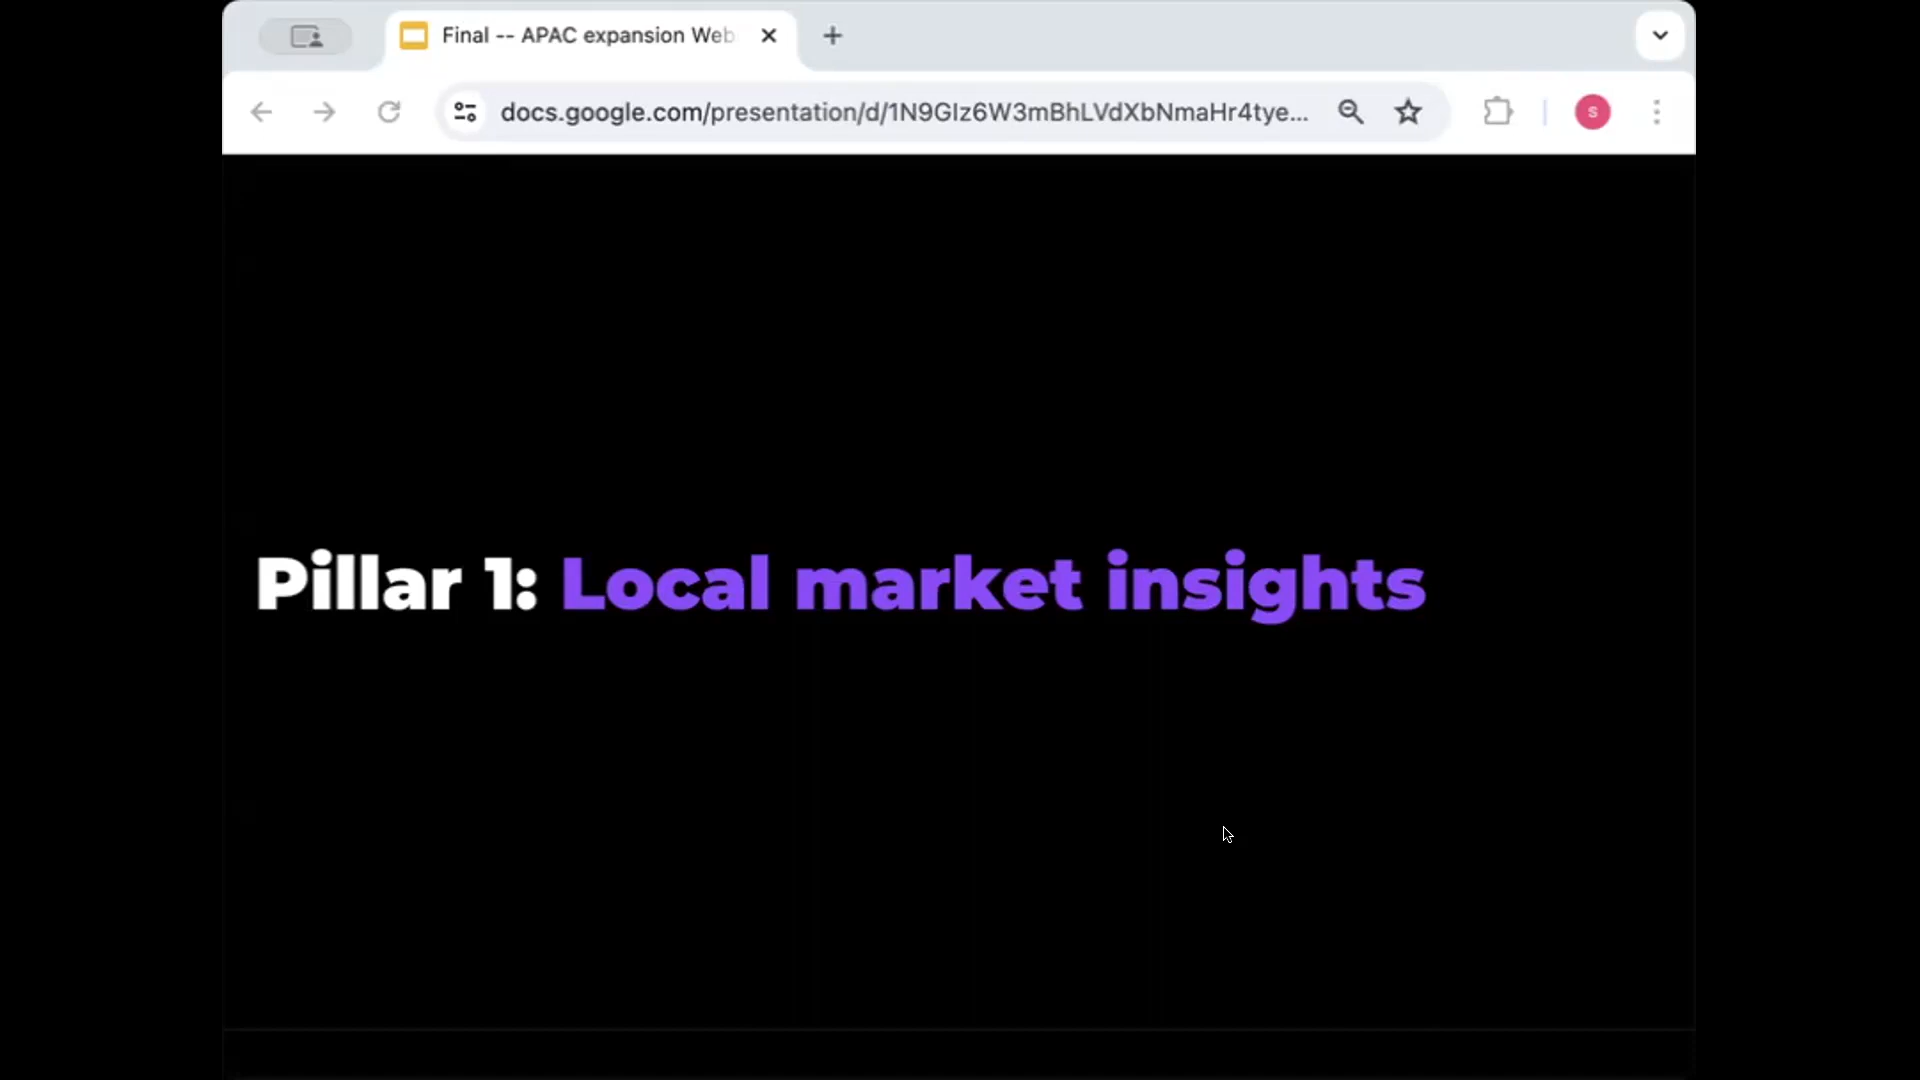 Final -- APAC expansion Web
docs.google.com/presentation/d/1N9GIz6W3mBhLVdXbNmaHr4tye...
S
Pillar 1: Local market insights